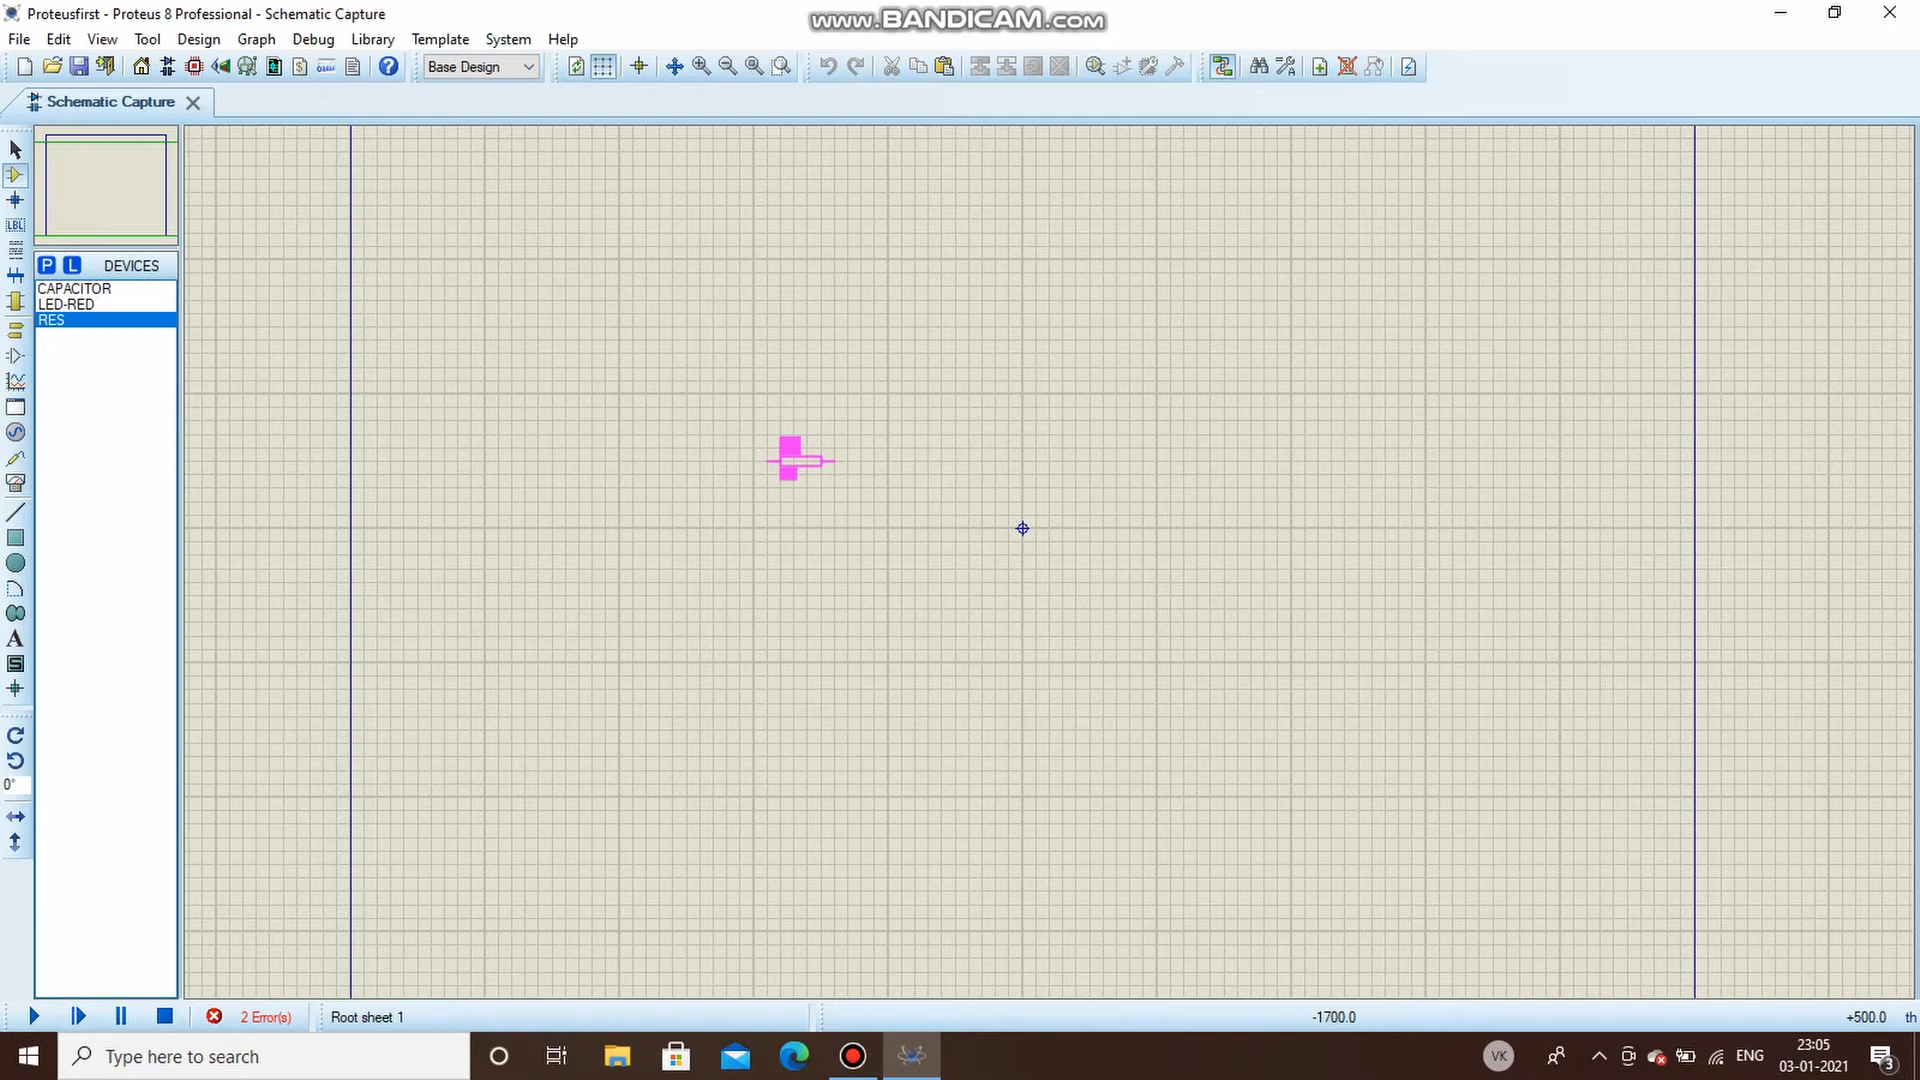 Proteusfirst - Proteus 8 Professional - Schematic Capture
www.BANDICAM.com
File Edit View Tool Design Graph Debug Library Template System Help
Base Design
Schematic Capture
P L DEVICES
CAPACITOR
LED-RED
RES
LBL
A
S
0°
2 Error(s)
Root sheet 1
-1700.0
+500.0
th
Type here to search
VK
ENG
23:05
03-01-2021
3